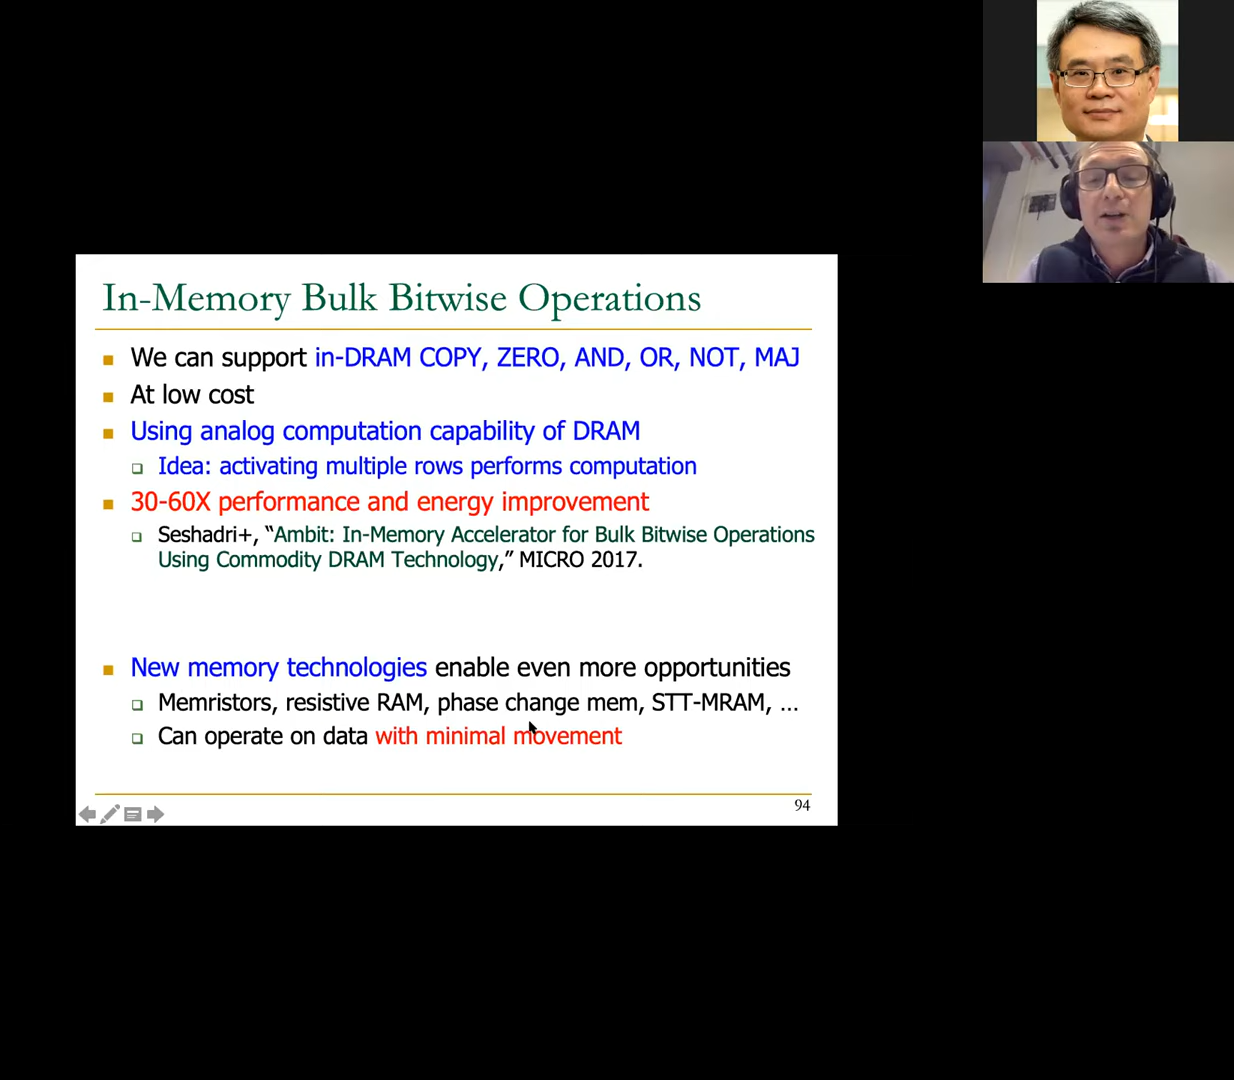 In-Memory Bulk Bitwise Operations
We can support in-DRAM COPY, ZERO, AND, OR, NOT, MAJ
At low cost
Using analog computation capability of DRAM
Idea: activating multiple rows performs computation
30-60X performance and energy improvement
Seshadri+, “Ambit: In-Memory Accelerator for Bulk Bitwise Operations
Using Commodity DRAM Technology,” MICRO 2017.
New memory technologies enable even more opportunities
Memristors, resistive RAM, phase change mem, STT-MRAM, ...
Can operate on data with minimal movement
94